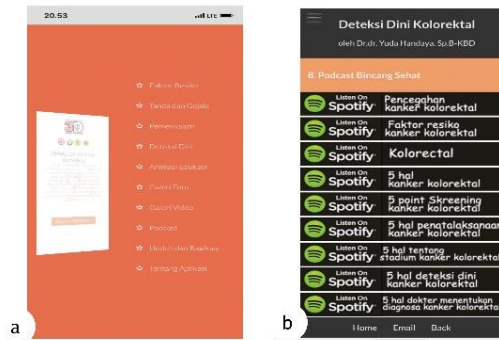 20.53
LTE
Faktor Resiko
Tanda dan Gejala
Pemeriksaan
Deteksi Dini
Animasi Edukasi
Galeri Foto
Galeri Video
Podcast
Unduh dan Bagikan
Tentang Aplikasi
a
Deteksi Dini Kolorektal
oleh Dr.dr. Yuda Handaya. Sp.B-KBD
8. Podcast Bincang Sehat
Listen On
Spotify
Pencegahan
kanker kolorektal
Listen On
Spotify
Faktor resiko
kanker kolorektal
Listen On
Spotify
Kolorectal
Listen On
Spotify
5 hal
kanker kolorektal
Listen On
Spotify
5 point Skreening
kanker kolorektal
Listen On
Spotify
5 hal penatalaksanaan
kanker kolorektal
Listen On
Spotify
5 hal tentang
stadium kanker kolorektal
Listen On
Spotify
5 hal deteksi dini
kanker kolorektal
Listen On
Spotify
5 hal dokter menentukan
diagnosa kanker kolorektal
Home Email Back
b